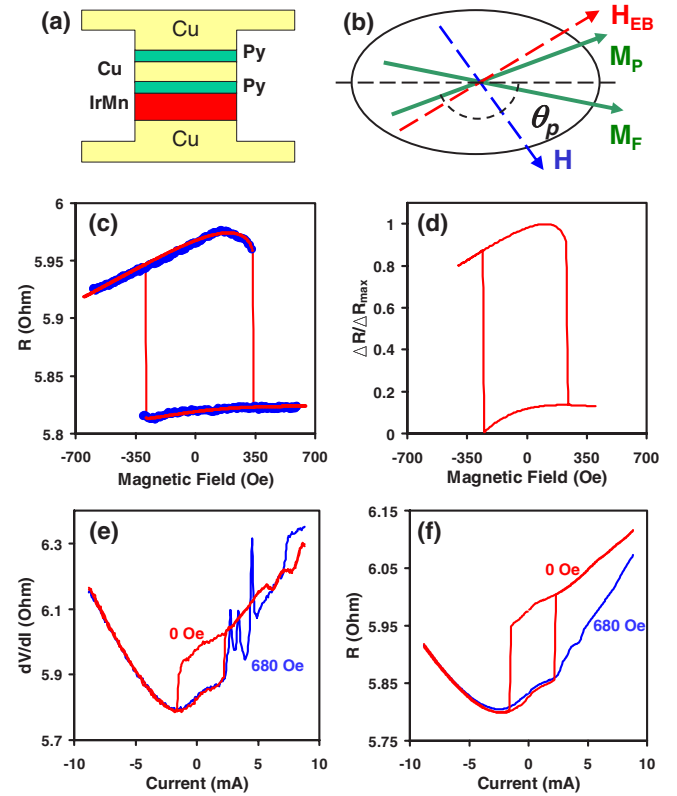 (a)
Cu
Py
Cu
Py
IrMn
Cu
(b)
H_EB
M_P
θ_p
M_F
H
(c)
6
5.95
5.9
5.85
5.8
R (Ohm)
-700 -350 0 350 700
Magnetic Field (Oe)
(d)
1
0.8
0.6
0.4
0.2
0
△R/△R_max
-700 -350 0 350 700
Magnetic Field (Oe)
(e)
6.3
6.1
5.9
5.7
dV/dI (Ohm)
0 Oe
680 Oe
-10 -5 0 5 10
Current (mA)
(f)
6.15
6.05
5.95
5.85
5.75
R (Ohm)
0 Oe
680 Oe
-10 -5 0 5 10
Current (mA)